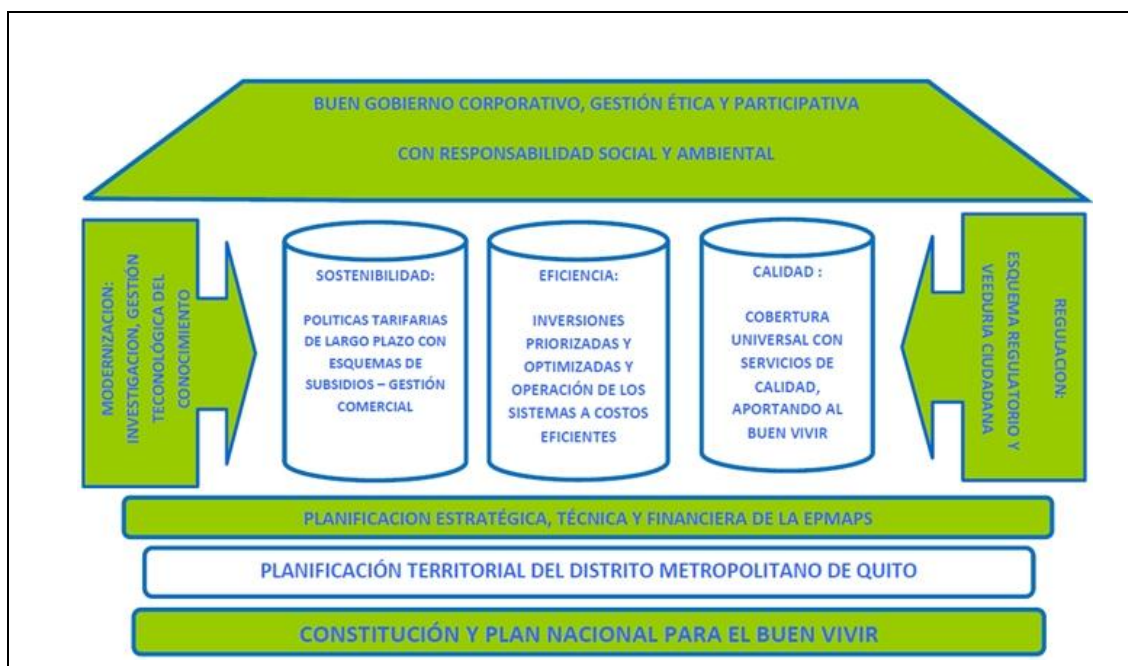 BUEN GOBIERNO CORPORATIVO, GESTIÓN ÉTICA Y PARTICIPATIVA
CON RESPONSABILIDAD SOCIAL Y AMBIENTAL
MODERNIZACION:
INVESTIGACION, GESTIÓN
TECONOLÓGICA DEL
CONOCIMIENTO
SOSTENIBILIDAD:
POLITICAS TARIFARIAS
DE LARGO PLAZO CON
ESQUEMAS DE
SUBSIDIOS – GESTIÓN
COMERCIAL
EFICIENCIA:
INVERSIONES
PRIORIZADAS Y
OPTIMIZADAS Y
OPERACIÓN DE LOS
SISTEMAS A COSTOS
EFICIENTES
CALIDAD :
COBERTURA
UNIVERSAL CON
SERVICIOS DE
CALIDAD,
APORTANDO AL
BUEN VIVIR
REGULACION:
ESQUEMA REGULATORIO Y
VEEDURIA CIUDADANA
PLANIFICACION ESTRATÉGICA, TÉCNICA Y FINANCIERA DE LA EPMAPS
PLANIFICACIÓN TERRITORIAL DEL DISTRITO METROPOLITANO DE QUITO
CONSTITUCIÓN Y PLAN NACIONAL PARA EL BUEN VIVIR